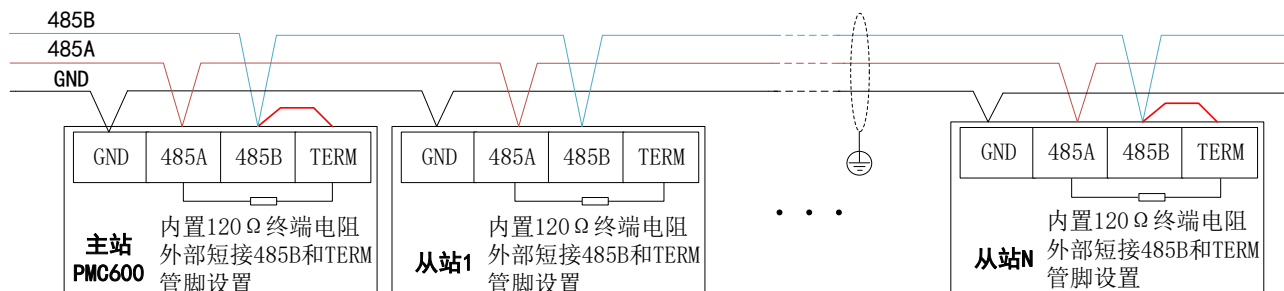 485B
485A
GND
GND 485A 485B TERM
GND 485A 485B TERM
GND 485A 485B TERM
主站
PMC600
内置120Ω终端电阻
外部短接485B和TERM
管脚设置
从站1
内置120Ω终端电阻
外部短接485B和TERM
管脚设置
从站N
内置120Ω终端电阻
外部短接485B和TERM
管脚设置